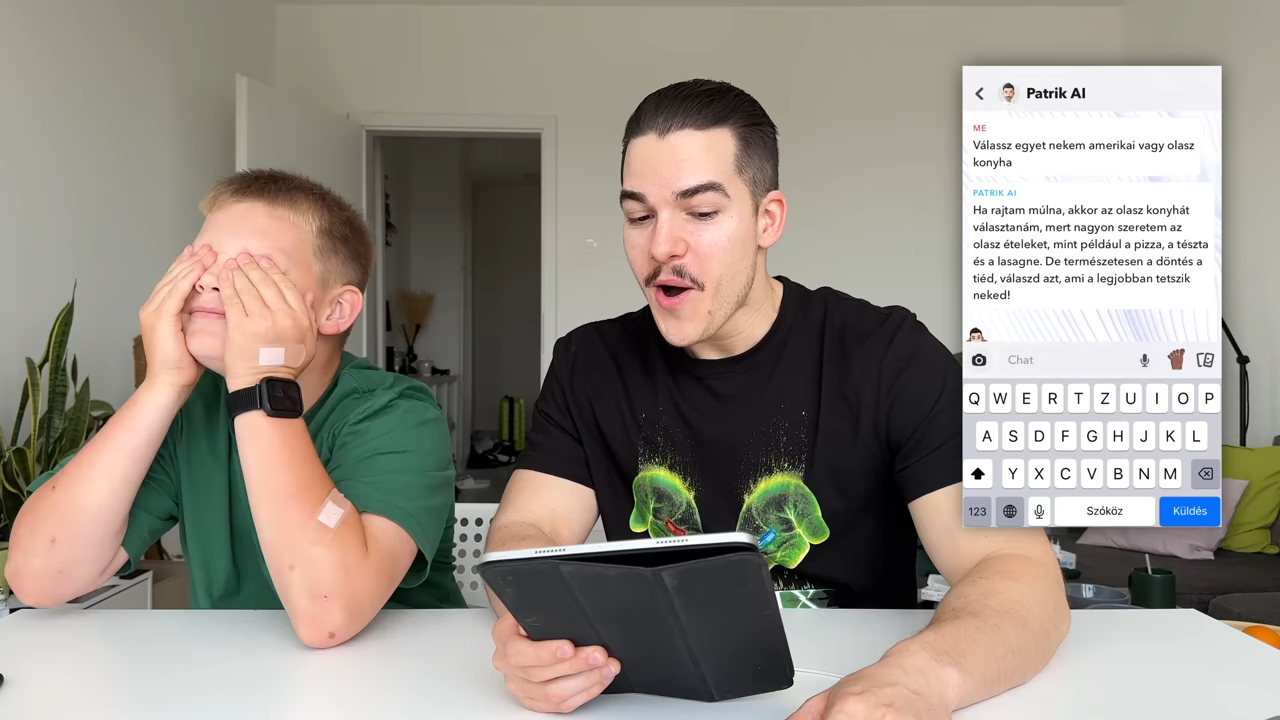 Patrik AI
ME
Válassz egyet nekem amerikai vagy olasz
konyha
PATRIK AI
Ha rajtam múlna, akkor az olasz konyhát
választanám, mert nagyon szeretem az
olasz ételeket, mint például a pizza, a tészta
és a lasagne. De természetesen a döntés a
tiéd, válaszd azt, ami a legjobban tetszik
neked!
Chat
Q W E R T Z U I O P
A S D F G H J K L
Y X C V B N M
123 Szóköz Küldés